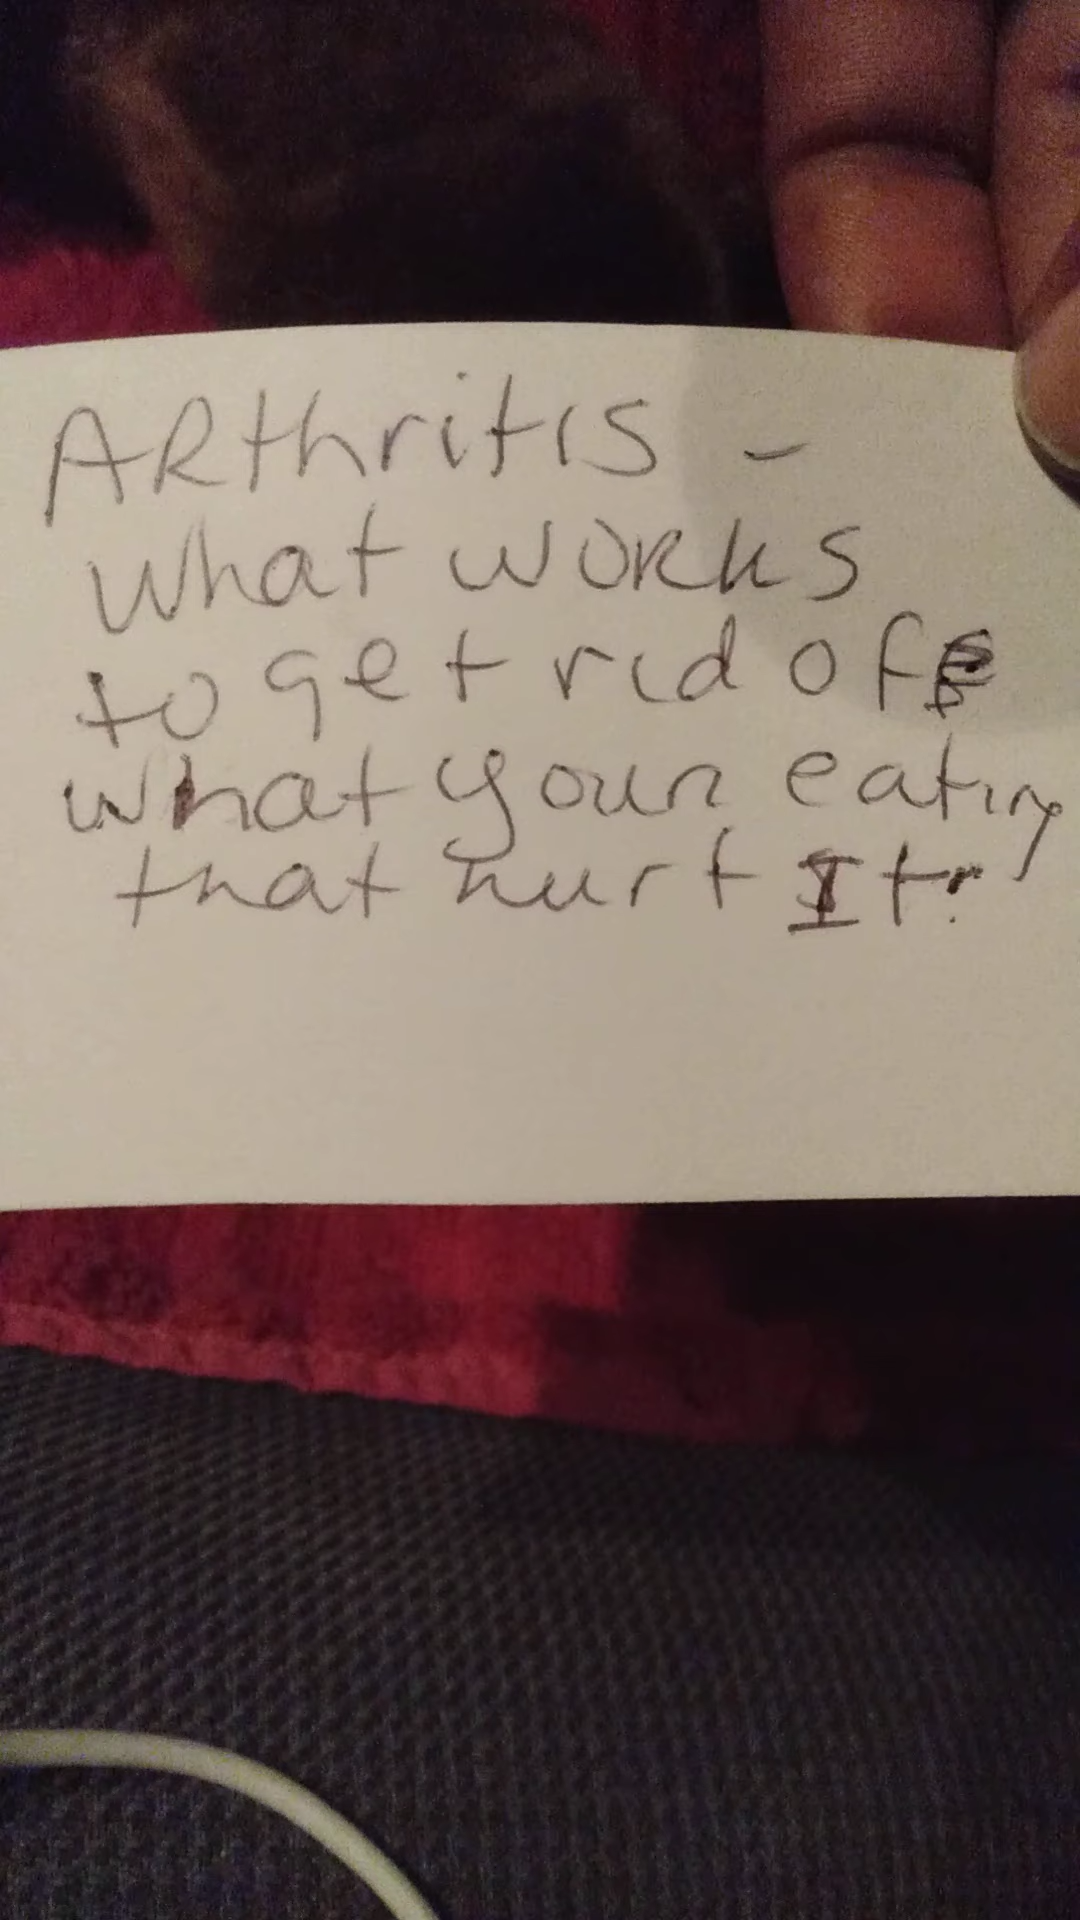 ARthritis -
what works
to get rid of
what your eating
that hurt It?